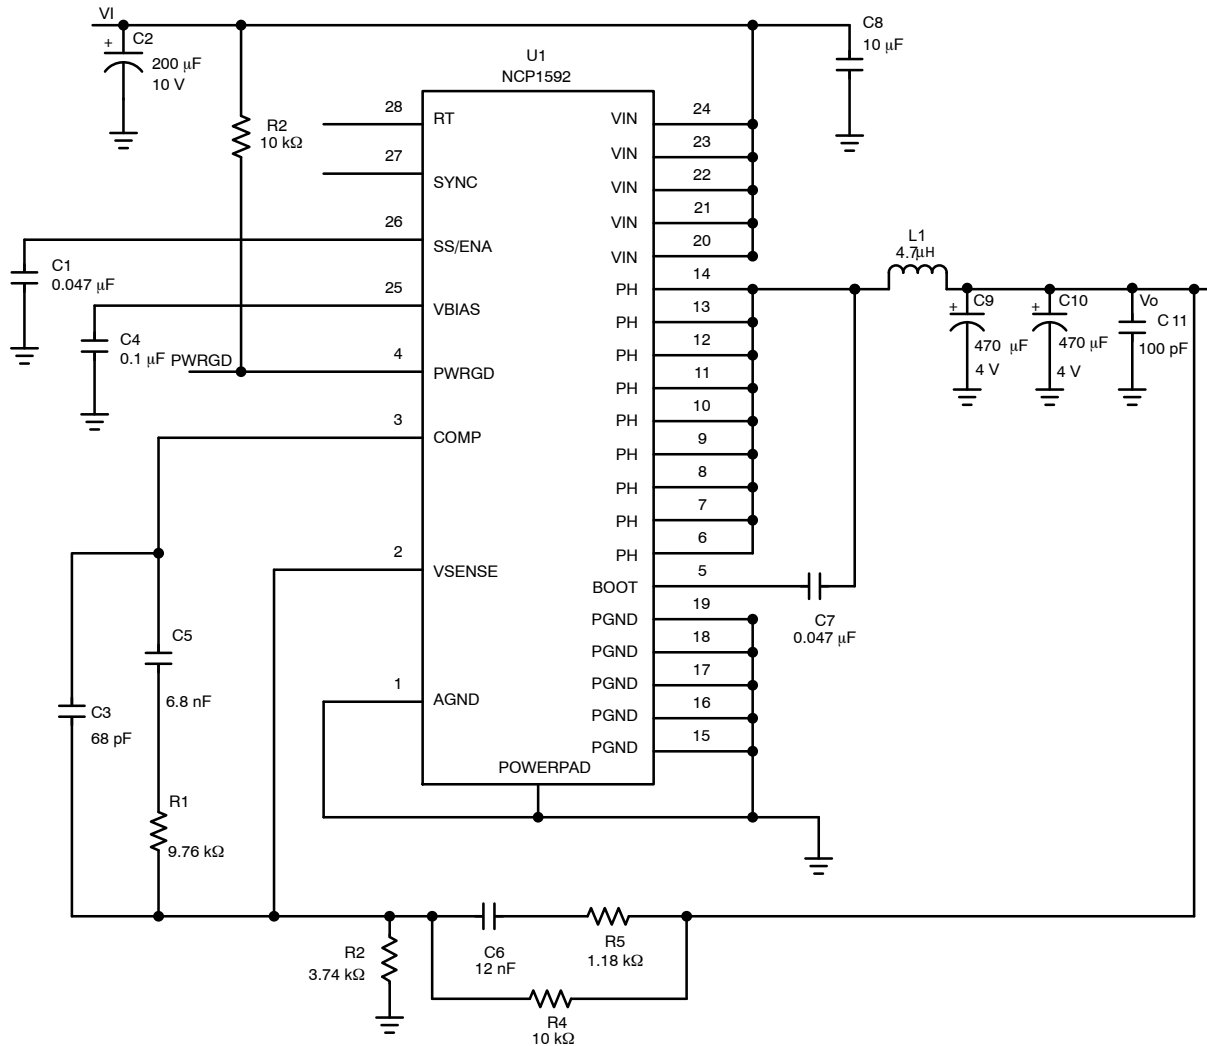 VI
+
C2
200 µF
10 V
R2
10 kΩ
U1
NCP1592
C8
10 µF
28
RT
27
SYNC
26
SS/ENA
C1
0.047 µF
25
VBIAS
C4
0.1 µF
PWRGD
4
PWRGD
3
COMP
2
VSENSE
1
AGND
POWERPAD
VIN
24
VIN
23
VIN
22
VIN
21
VIN
20
PH
14
PH
13
PH
12
PH
11
PH
10
PH
9
PH
8
PH
7
PH
6
BOOT
5
PGND
19
PGND
18
PGND
17
PGND
16
PGND
15
L1
4.7µH
+
C9
470 µF
4 V
+
C10
470 µF
4 V
Vo
C 11
100 pF
C7
0.047 µF
C5
6.8 nF
C3
68 pF
R1
9.76 kΩ
R2
3.74 kΩ
C6
12 nF
R5
1.18 kΩ
R4
10 kΩ